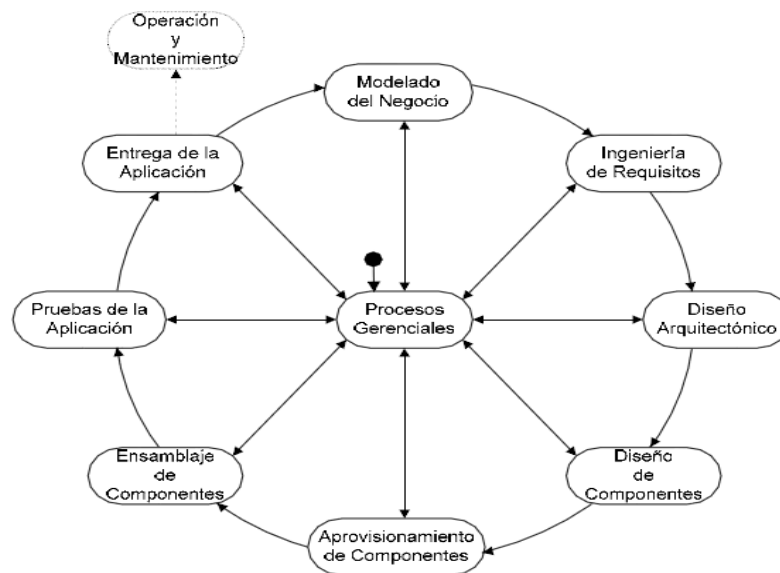 Operación
y
Mantenimiento
Modelado
del Negocio
Entrega de la
Aplicación
Ingeniería
de Requisitos
Pruebas de la
Aplicación
Procesos
Gerenciales
Diseño
Arquitectónico
Ensamblaje
de
Componentes
Diseño
de
Componentes
Aprovisionamiento
de Componentes